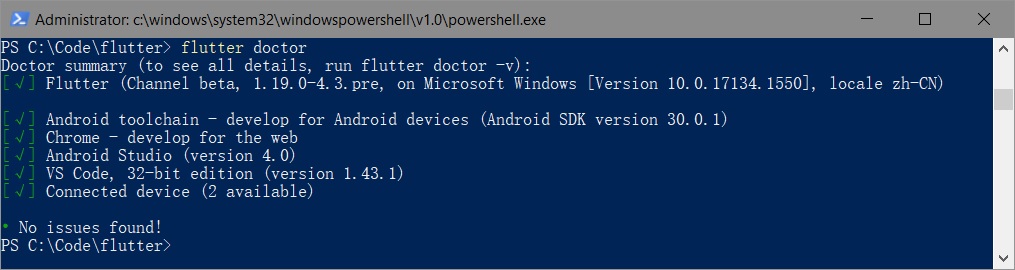 Administrator: c:\windows\system32\windowspowershell\v1.0\powershell.exe
PS C:\Code\flutter> flutter doctor
Doctor summary (to see all details, run flutter doctor -v):
[√] Flutter (Channel beta, 1.19.0-4.3.pre, on Microsoft Windows [Version 10.0.17134.1550], locale zh-CN)
[√] Android toolchain - develop for Android devices (Android SDK version 30.0.1)
[√] Chrome - develop for the web
[√] Android Studio (version 4.0)
[√] VS Code, 32-bit edition (version 1.43.1)
[√] Connected device (2 available)
• No issues found!
PS C:\Code\flutter>